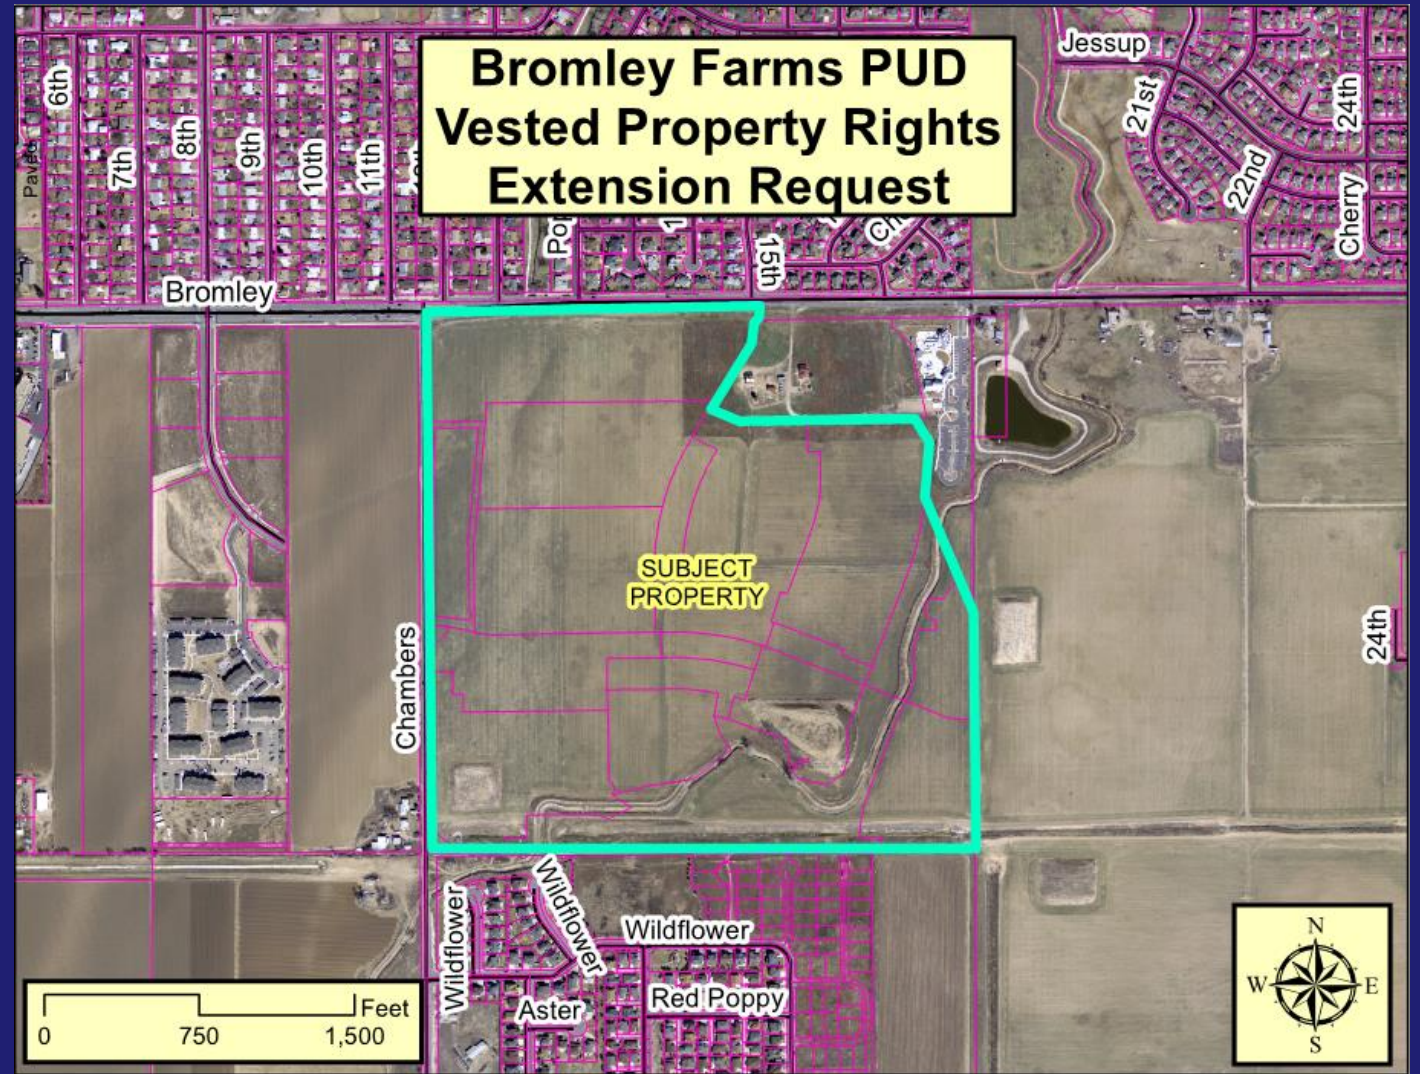 Bromley Farms PUD
Vested Property Rights
Extension Request
Jessup
6th
7th
8th
9th
10th
11th
Paved
15th
21st
22nd
24th
Cherry
Bromley
SUBJECT
PROPERTY
Chambers
24th
Wildflower
Wildflower
Wildflower
Aster
Red Poppy
Feet
0 750 1,500
N
W E
S